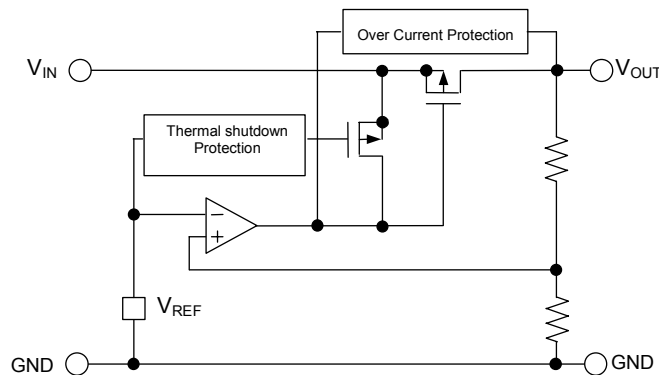 Over Current Protection
VIN
VOUT
Thermal shutdown
Protection
−
+
VREF
GND
GND